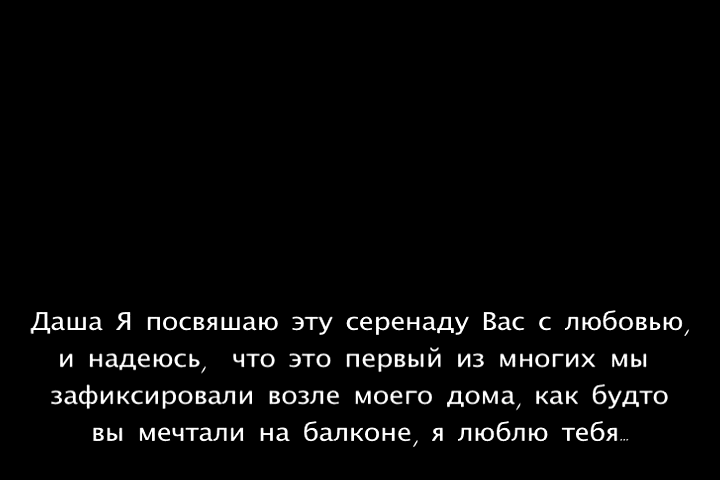 Даша Я посвяшаю эту серенаду Вас с любовью,
и надеюсь, что это первый из многих мы
зафиксировали возле моего дома, как будто
вы мечтали на балконе, я люблю тебя...